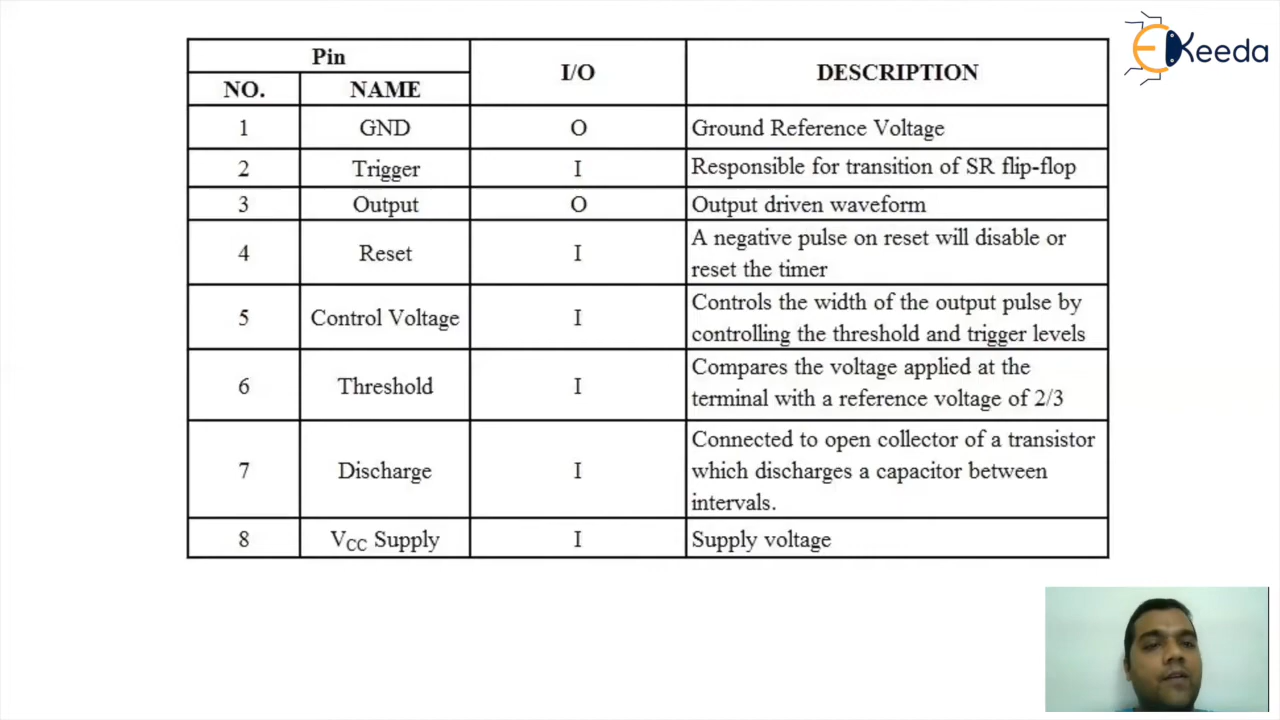 EKeeda
Pin
I/O
DESCRIPTION
NO.
NAME
1 GND O Ground Reference Voltage
2 Trigger I Responsible for transition of SR flip-flop
3 Output O Output driven waveform
4 Reset I A negative pulse on reset will disable or
reset the timer
5 Control Voltage I Controls the width of the output pulse by
controlling the threshold and trigger levels
6 Threshold I Compares the voltage applied at the
terminal with a reference voltage of 2/3
7 Discharge I Connected to open collector of a transistor
which discharges a capacitor between
intervals.
8 VCC Supply I Supply voltage